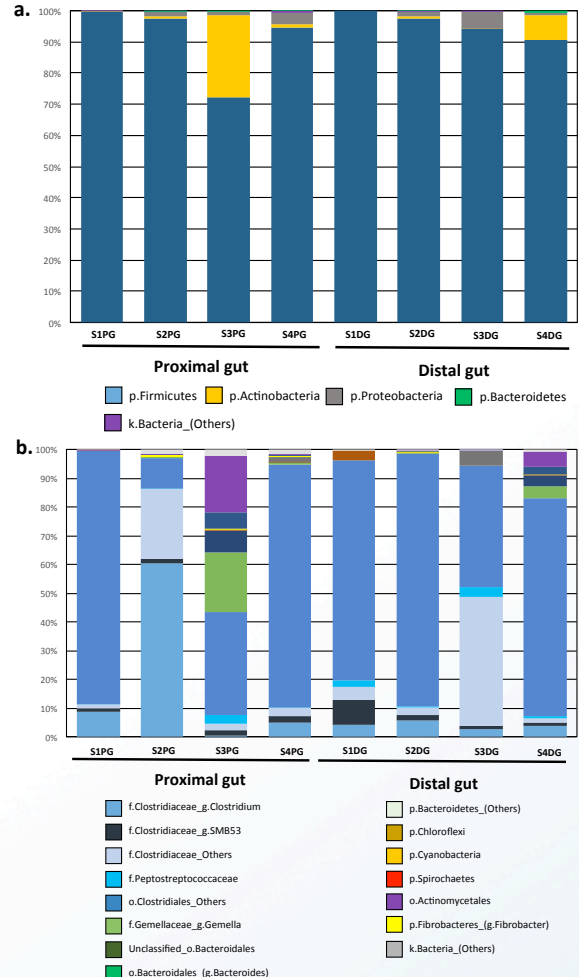 a.
100%
90%
80%
70%
60%
50%
40%
30%
20%
10%
0%
S1PG S2PG S3PG S4PG S1DG S2DG S3DG S4DG
Proximal gut Distal gut
p.Firmicutes p.Actinobacteria p.Proteobacteria p.Bacteroidetes
k.Bacteria_(Others)
b.
100%
90%
80%
70%
60%
50%
40%
30%
20%
10%
0%
S1PG S2PG S3PG S4PG S1DG S2DG S3DG S4DG
Proximal gut Distal gut
f.Clostridiaceae_g.Clostridium p.Bacteroidetes_(Others)
f.Clostridiaceae_g.SMB53 p.Chloroflexi
f.Clostridiaceae_Others p.Cyanobacteria
f.Peptostreptococcaceae p.Spirochaetes
o.Clostridiales_Others o.Actinomycetales
f.Gemellaceae_g.Gemella p.Fibrobacteres_(g.Fibrobacter)
Unclassified_o.Bacteroidales k.Bacteria_(Others)
o.Bacteroidales_(g.Bacteroides)